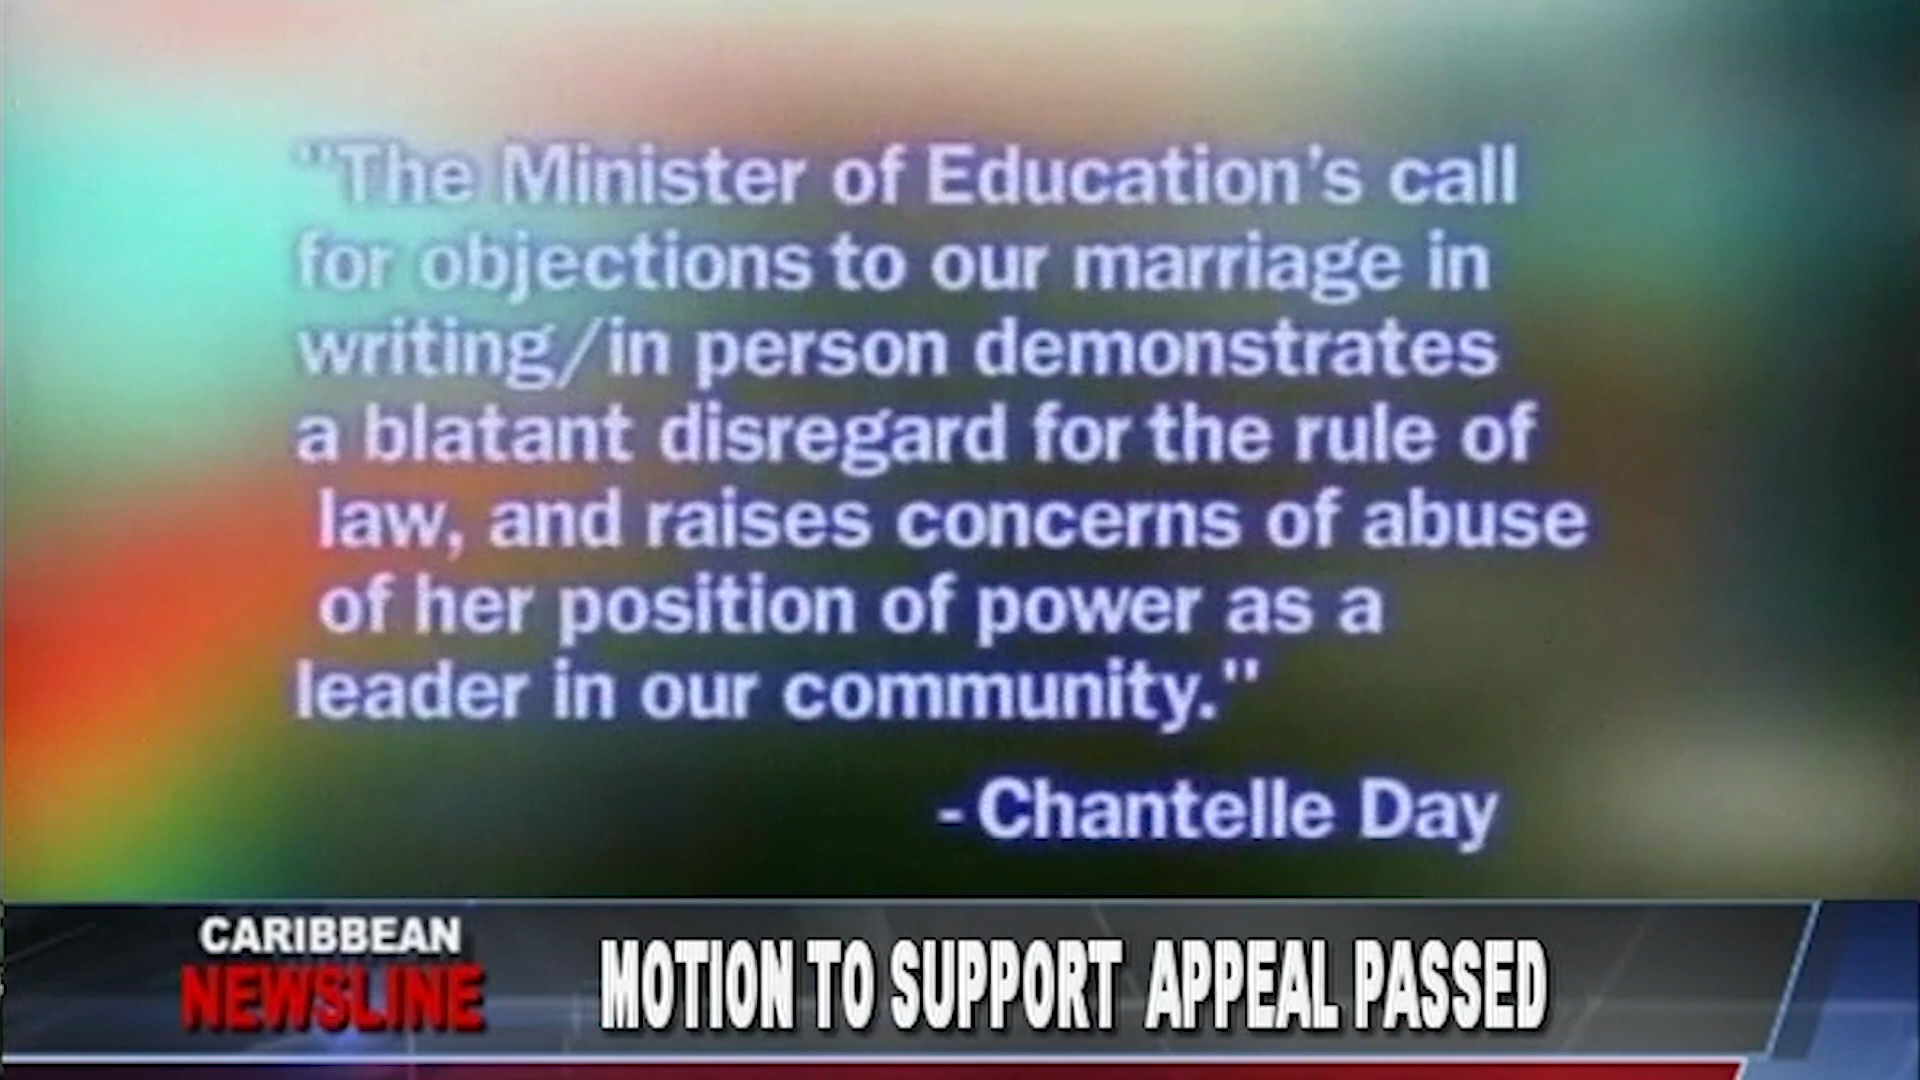 "The Minister of Education's call
for objections to our marriage in
writing/in person demonstrates
a blatant disregard for the rule of
law, and raises concerns of abuse
of her position of power as a
leader in our community."
- Chantelle Day
CARIBBEAN
NEWSLINE
MOTION TO SUPPORT APPEAL PASSED